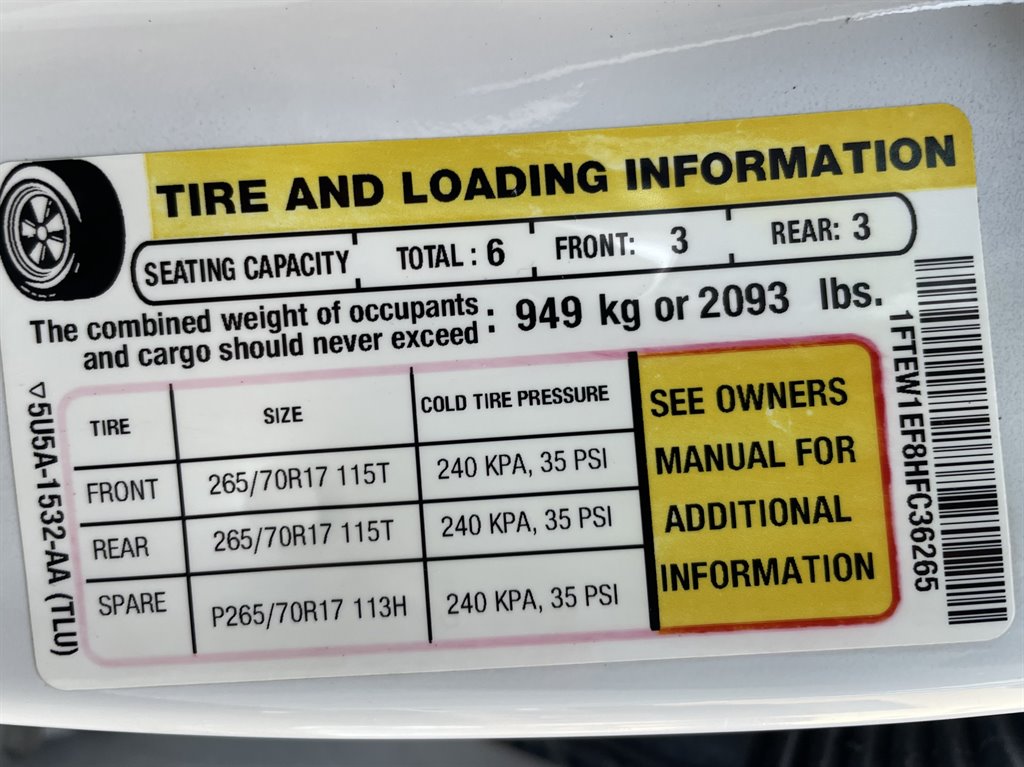 TIRE AND LOADING INFORMATION
SEATING CAPACITY TOTAL : 6 FRONT: 3 REAR: 3
The combined weight of occupants
and cargo should never exceed : 949 kg or 2093 lbs.
TIRE SIZE COLD TIRE PRESSURE
FRONT 265/70R17 115T 240 KPA, 35 PSI
REAR 265/70R17 115T 240 KPA, 35 PSI
SPARE P265/70R17 113H 240 KPA, 35 PSI
SEE OWNERS
MANUAL FOR
ADDITIONAL
INFORMATION
5U5A-1532-AA (TLU)
1FTEW1EF8HFC36265